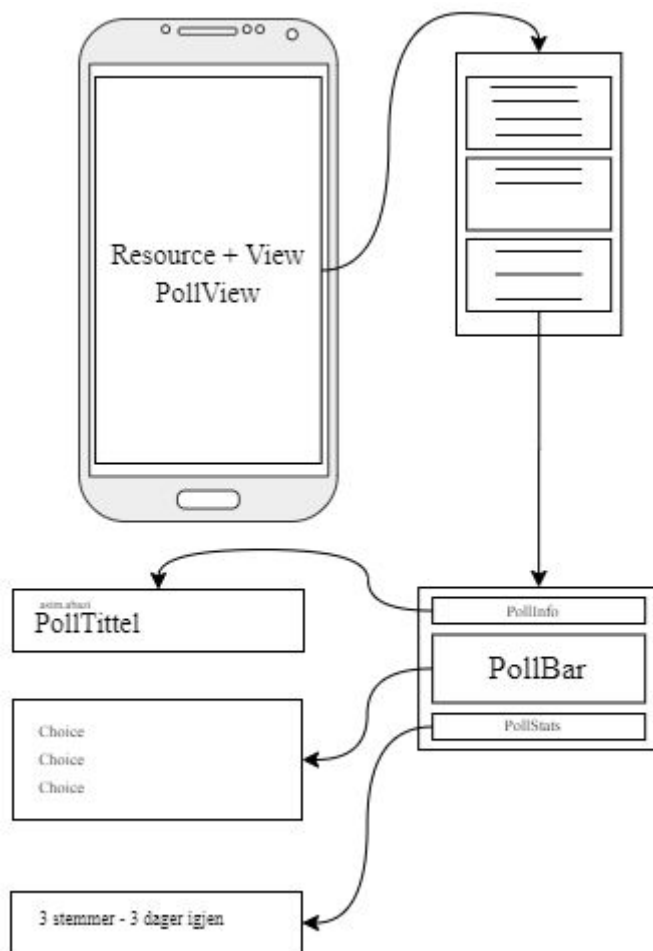 Resource + View
PollView
PollTittel
PollInfo
PollBar
PollStats
Choice
Choice
Choice
3 stemmer - 3 dager igjen